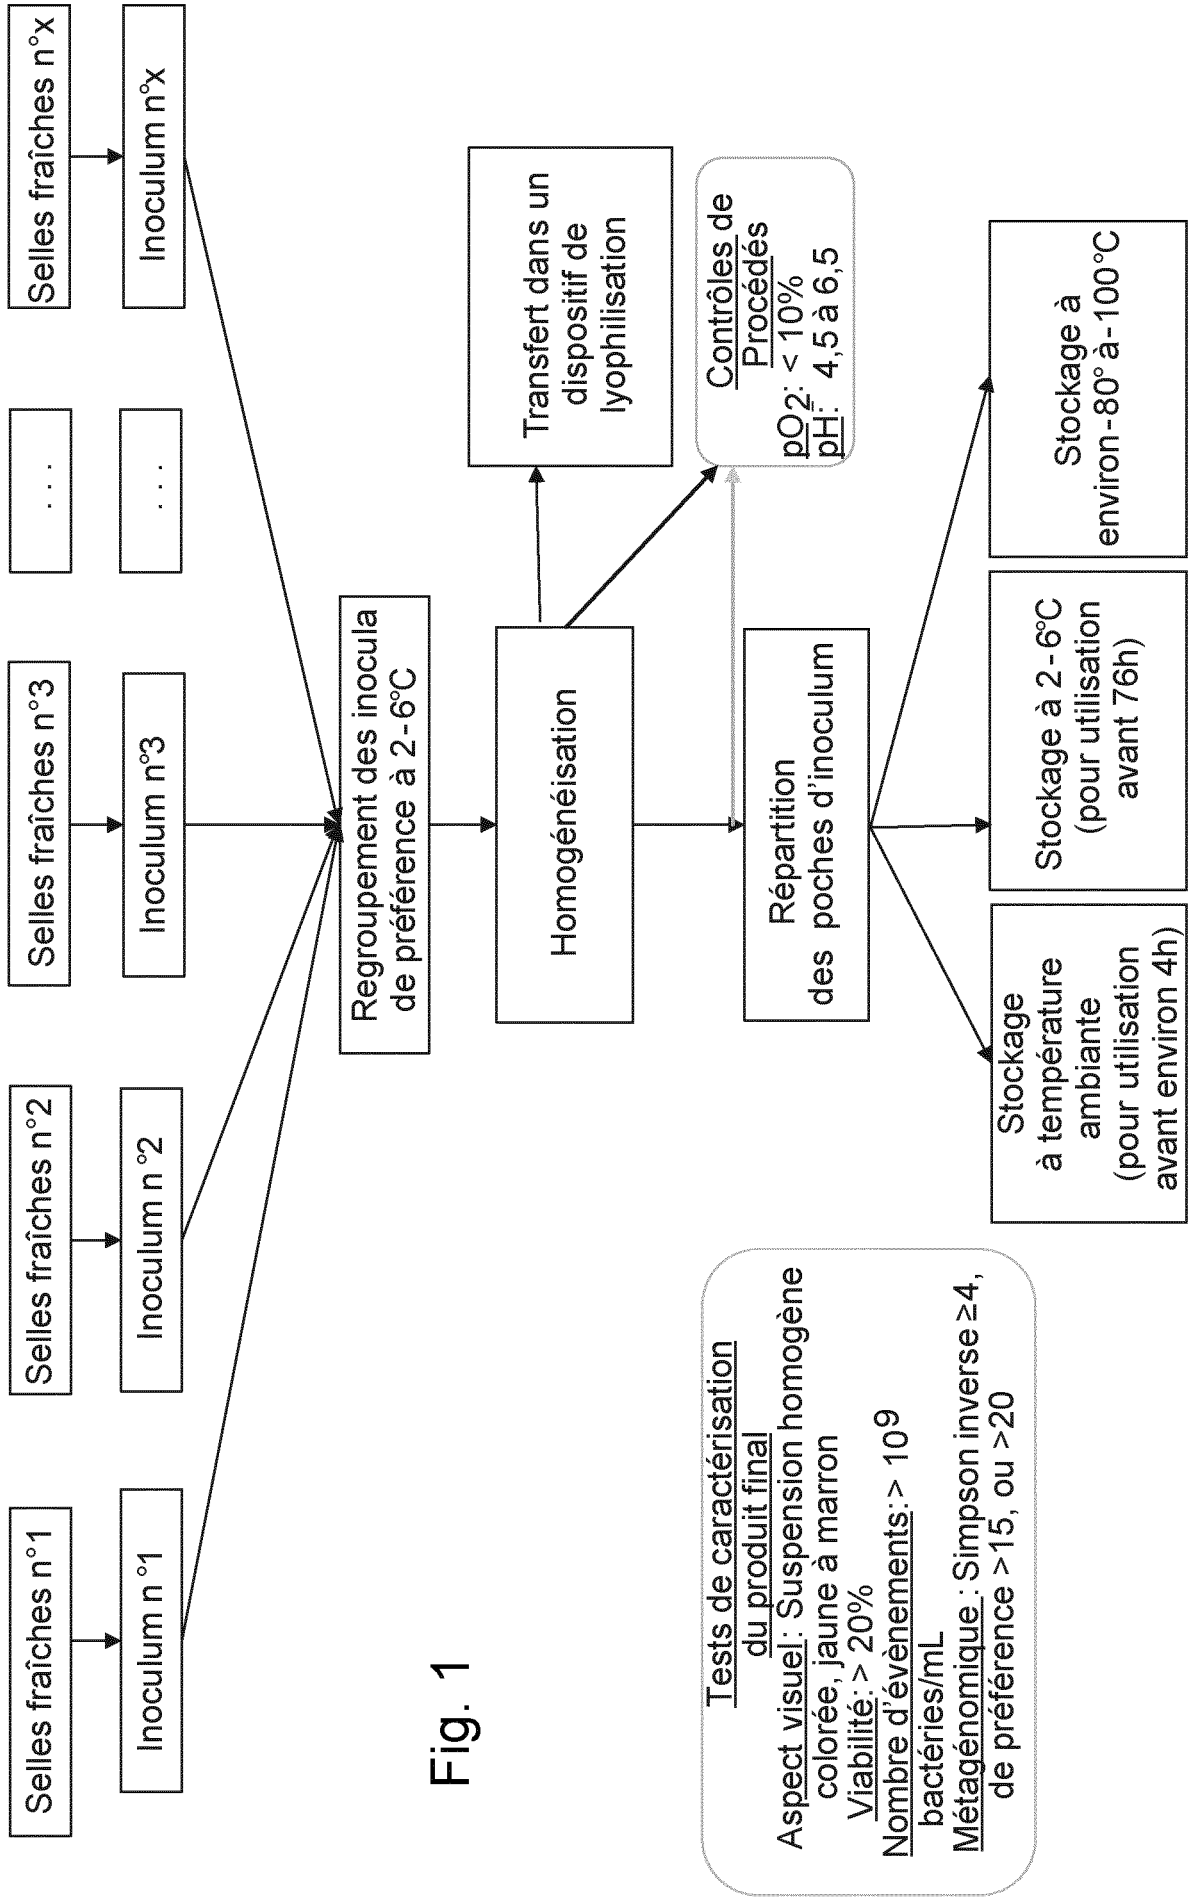 Selles fraîches n°1
Selles fraîches n°2
Selles fraîches n°3
. . .
Selles fraîches n°x
Inoculum n°1
Inoculum n°2
Inoculum n°3
. . .
Inoculum n°x
Regroupement des inocula
de préférence à 2-6°C
Fig. 1
Homogénéisation
Transfert dans un
dispositif de
lyophilisation
Contrôles de
Procédés
pO2: < 10%
pH: 4,5 à 6,5
Répartition
des poches d'inoculum
Tests de caractérisation
du produit final
Aspect visuel: Suspension homogène
colorée, jaune à marron
Viabilité: > 20%
Nombre d'évènements: > 10⁹
bactéries/mL
Métagénomique : Simpson inverse ≥4,
de préférence >15, ou >20
Stockage
à température
ambiante
(pour utilisation
avant environ 4h)
Stockage à 2-6°C
(pour utilisation
avant 76h)
Stockage à
environ-80° à-100°C